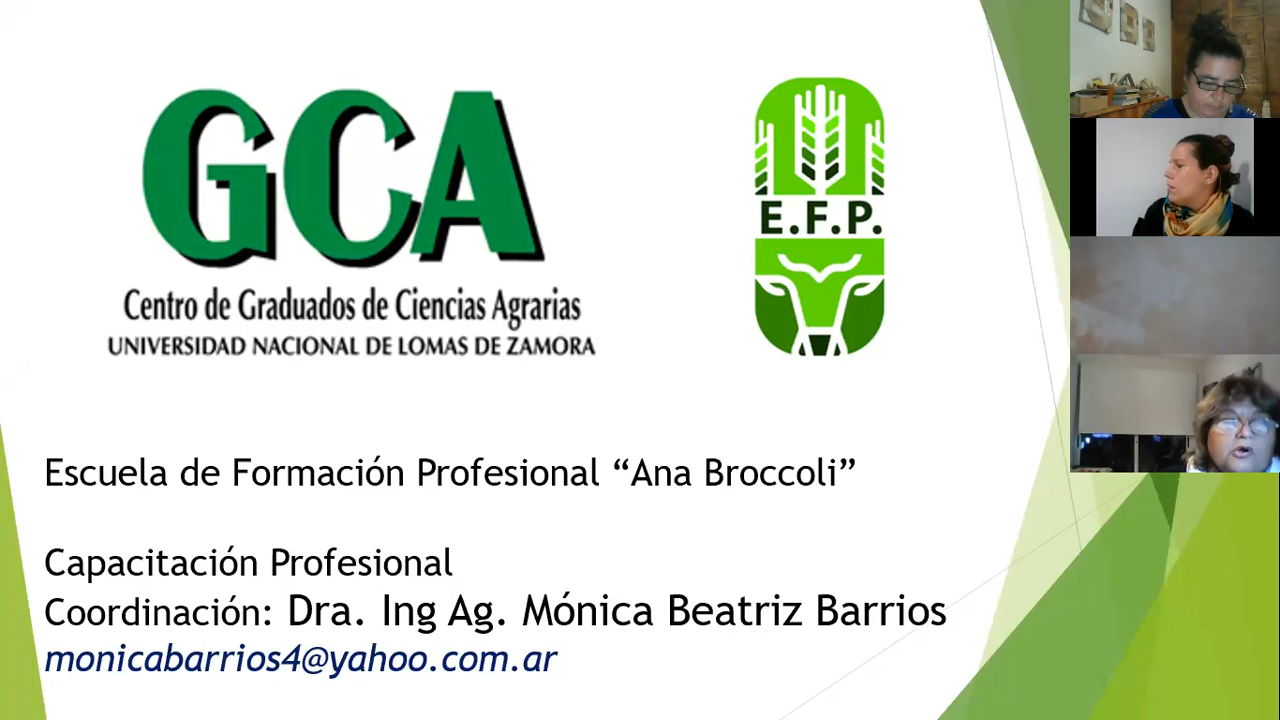 GCA
Centro de Graduados de Ciencias Agrarias
UNIVERSIDAD NACIONAL DE LOMAS DE ZAMORA
E.F.P.
Escuela de Formación Profesional “Ana Broccoli”
Capacitación Profesional
Coordinación: Dra. Ing Ag. Mónica Beatriz Barrios
monicabarrios4@yahoo.com.ar